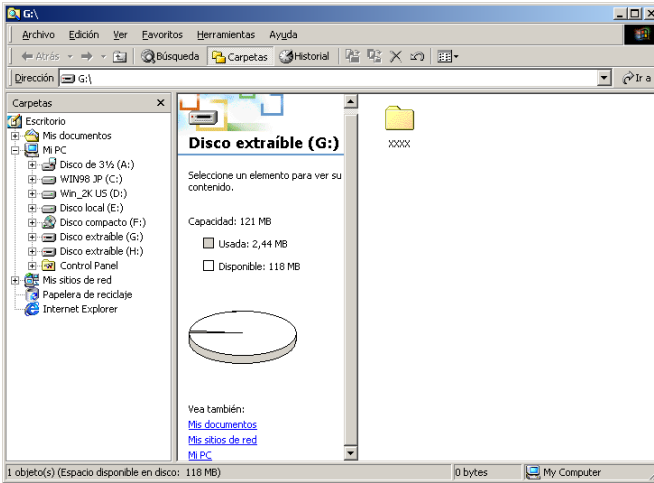 G:\
Archivo Edición Ver Favoritos Herramientas Ayuda
Atrás Búsqueda Carpetas Historial
Dirección G:\ Ir a
Carpetas
Escritorio
Mis documentos
Mi PC
Disco de 3½ (A:)
WIN98 JP (C:)
Win_2K US (D:)
Disco local (E:)
Disco compacto (F:)
Disco extraíble (G:)
Disco extraíble (H:)
Control Panel
Mis sitios de red
Papelera de reciclaje
Internet Explorer
Disco extraíble (G:)
Seleccione un elemento para ver su
contenido.
Capacidad: 121 MB
Usada: 2,44 MB
Disponible: 118 MB
Vea también:
Mis documentos
Mis sitios de red
Mi PC
xxxx
1 objeto(s) (Espacio disponible en disco: 118 MB) 0 bytes My Computer